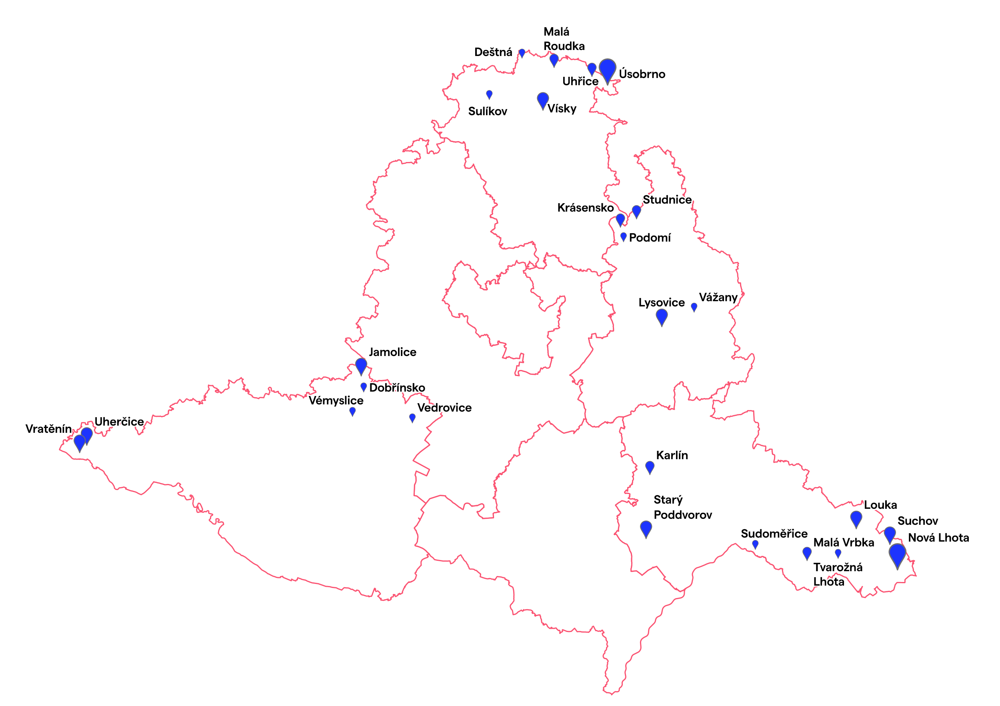 Malá
Roudka
Deštná
Úsobrno
Uhřice
Vísky
Sulíkov
Studnice
Krásensko
Podomí
Vážany
Lysovice
Jamolice
Dobřínsko
Vémyslice
Vedrovice
Uherčice
Vratěnín
Karlín
Starý
Poddvorov
Louka
Suchov
Sudoměřice
Nová Lhota
Malá Vrbka
Tvarožná
Lhota